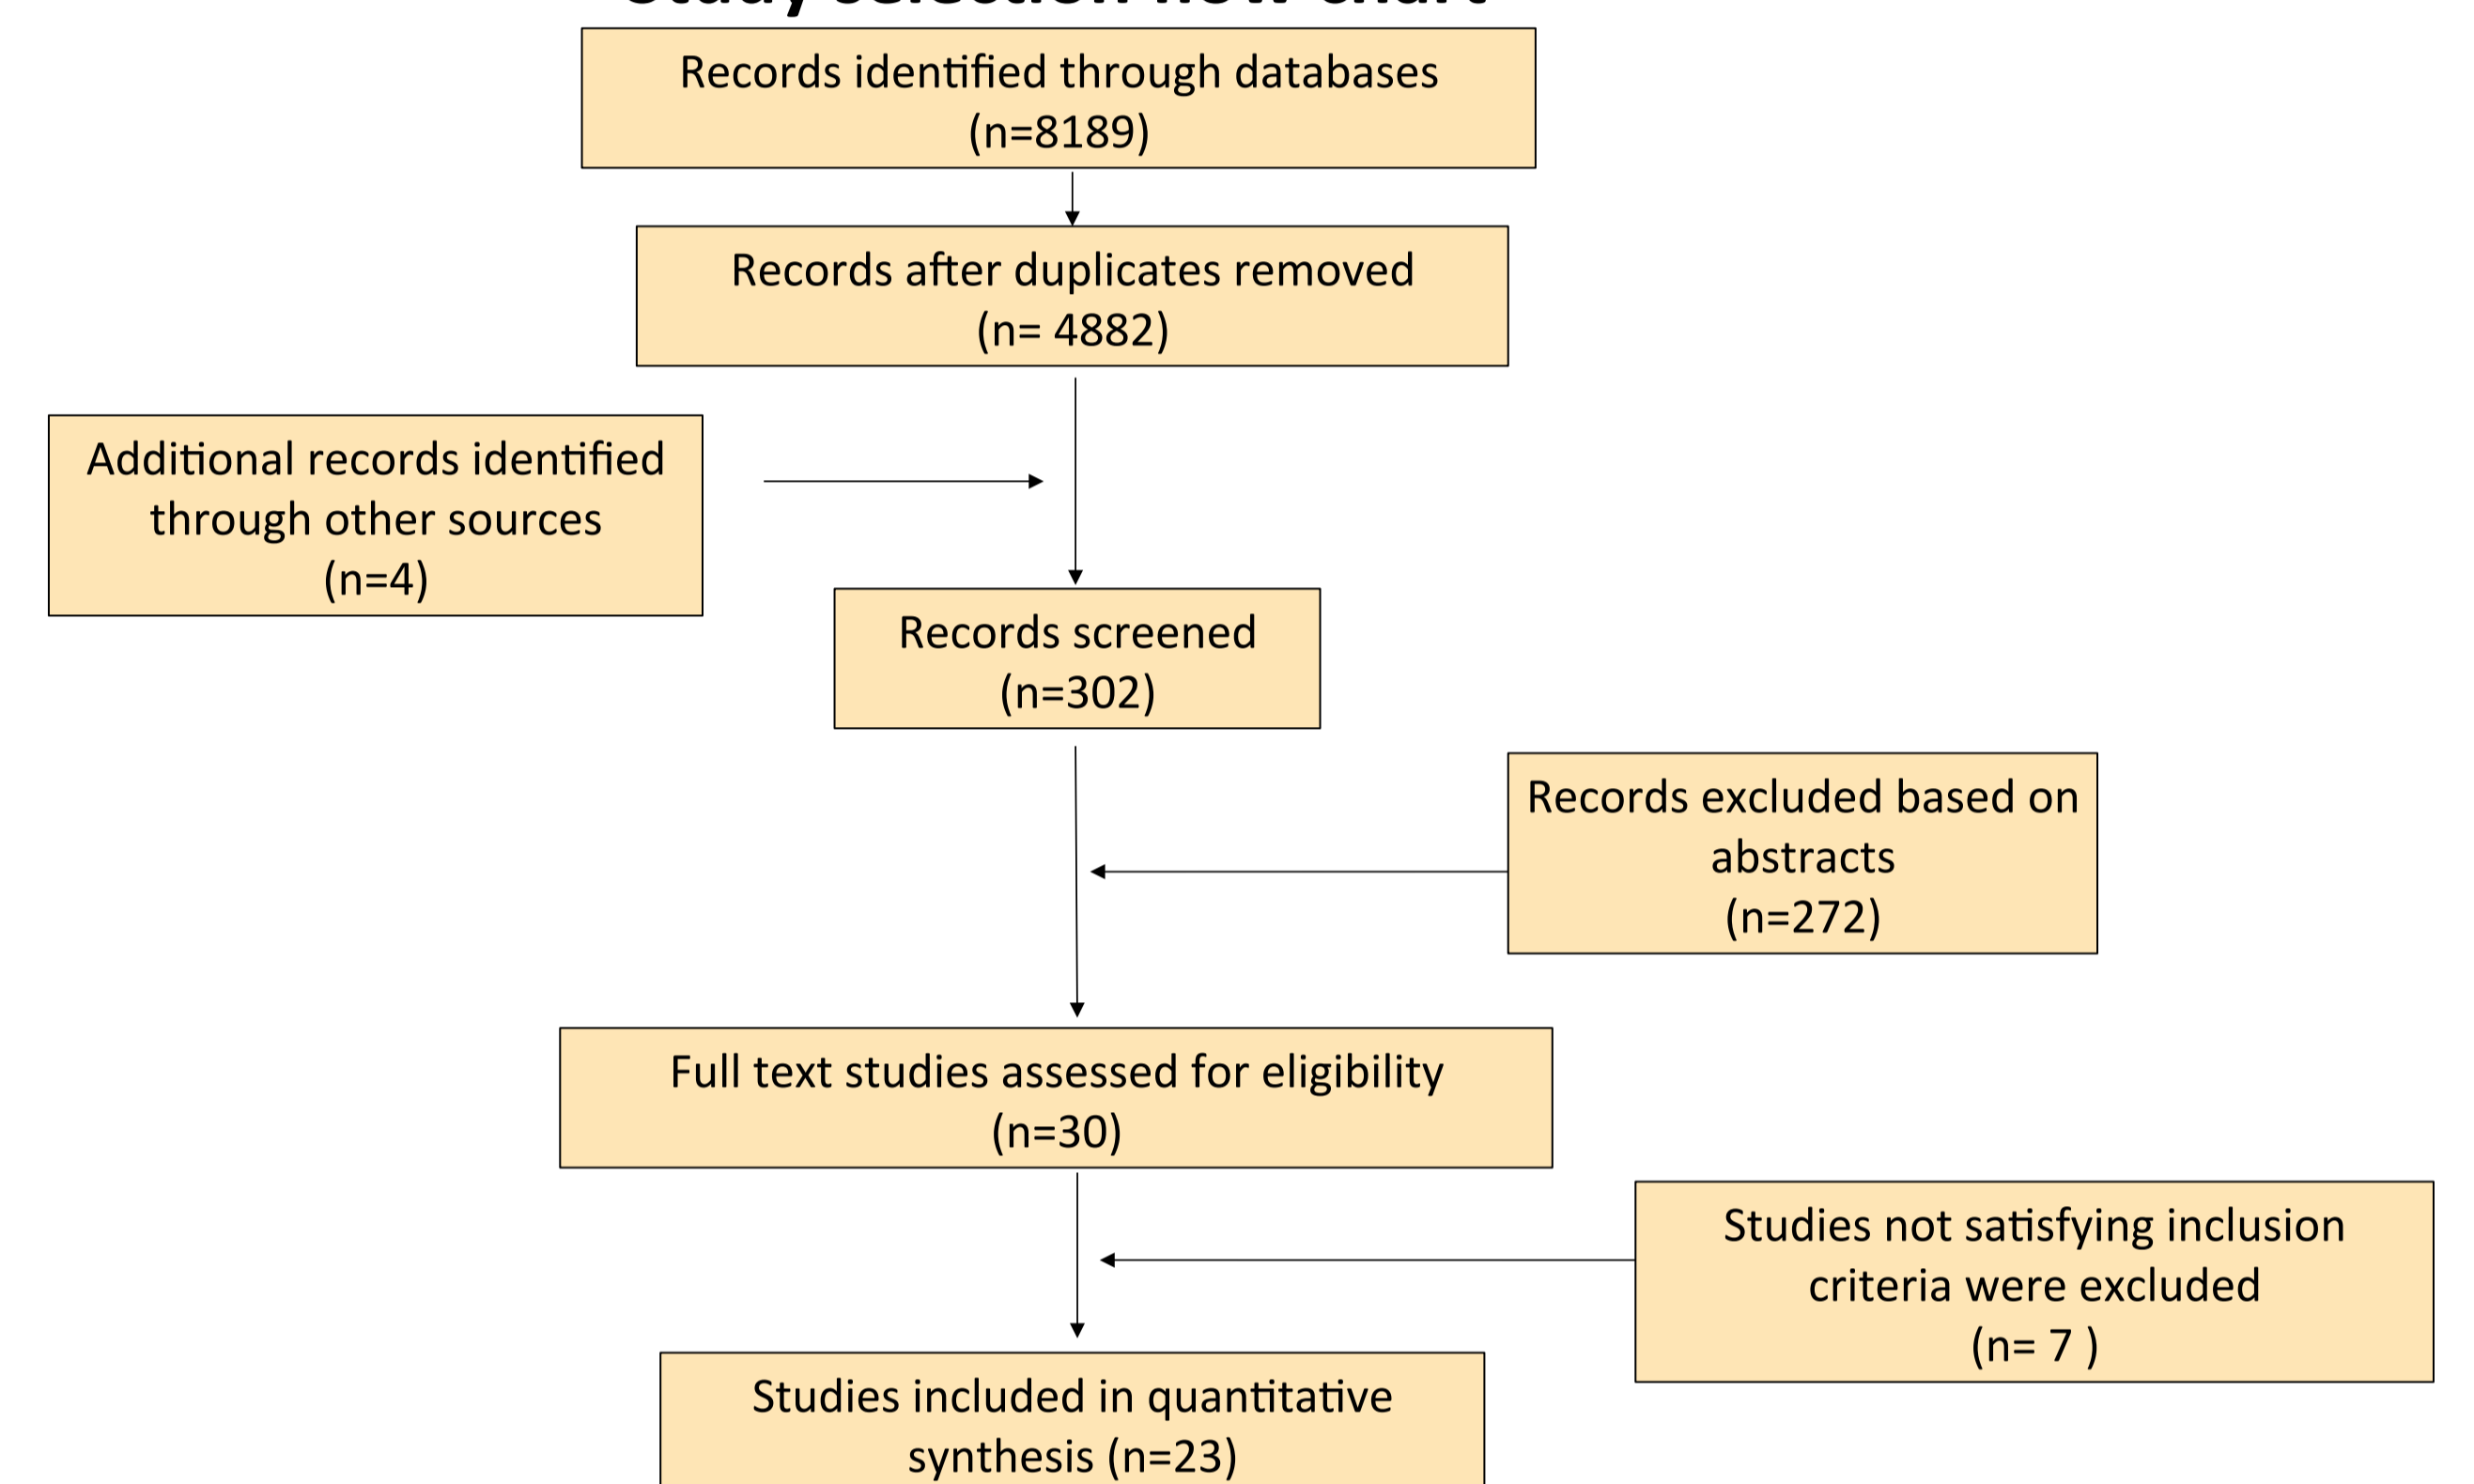 Records identified through databases
(n=8189)
Records after duplicates removed
(n= 4882)
Additional records identified
through other sources
(n=4)
Records screened
(n=302)
Records excluded based on
abstracts
(n=272)
Full text studies assessed for eligibility
(n=30)
Studies not satisfying inclusion
criteria were excluded
(n= 7 )
Studies included in quantitative
synthesis (n=23)